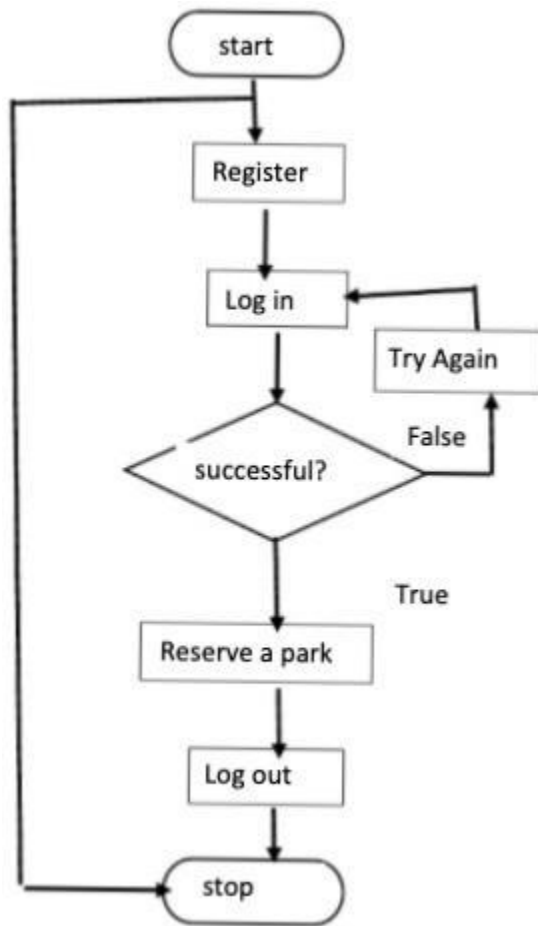 start
Register
Log in
Try Again
False
successful?
True
Reserve a park
Log out
stop